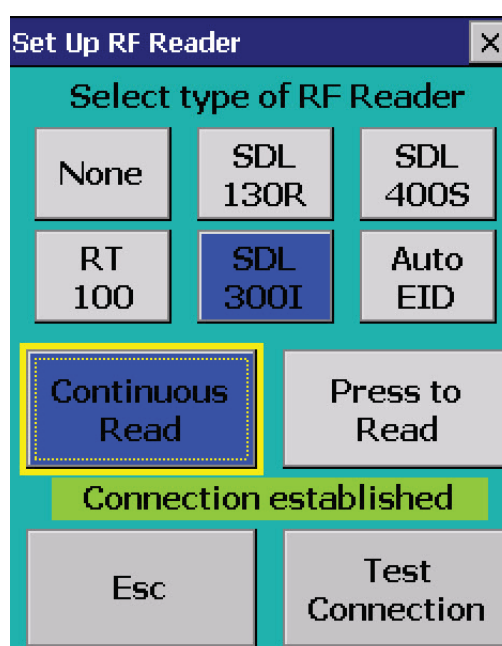 Set Up RF Reader
Select type of RF Reader
None
SDL
130R
SDL
400S
RT
100
SDL
300I
Auto
EID
Continuous
Read
Press to
Read
Connection established
Esc
Test
Connection